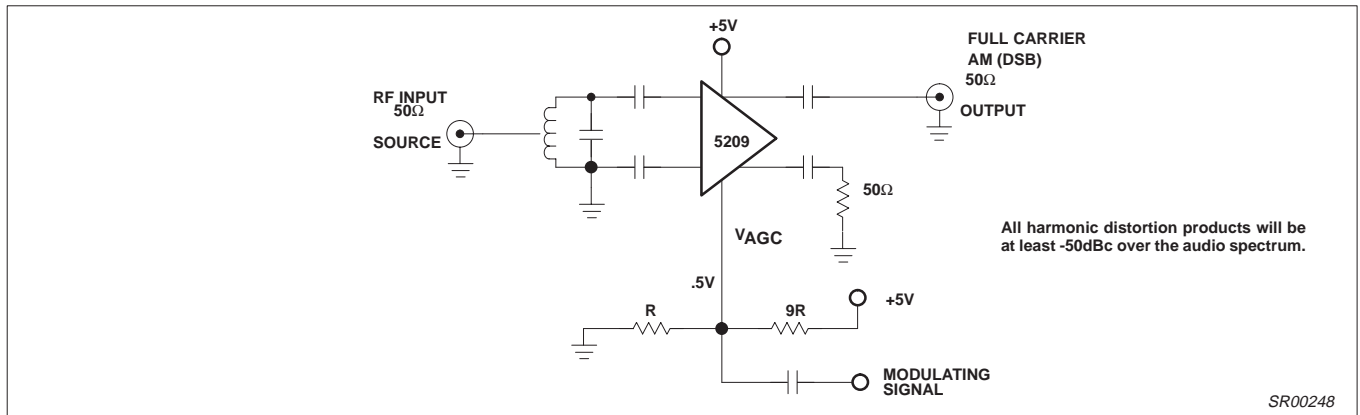 +5V
FULL CARRIER
AM (DSB)
50Ω
OUTPUT
RF INPUT
50Ω
SOURCE
5209
50Ω
All harmonic distortion products will be
at least -50dBc over the audio spectrum.
VAGC
.5V
+5V
R
9R
MODULATING
SIGNAL
SR00248